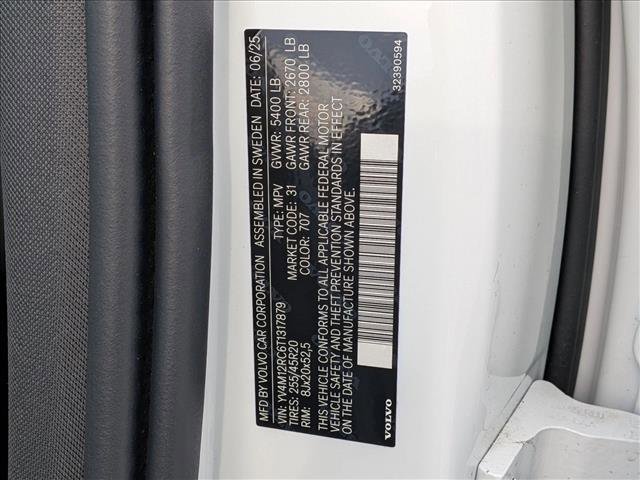 MFD BY VOLVO CAR CORPORATION ASSEMBLED IN SWEDEN DATE: 06/25
VIN: YV4M12RC6T1317879 TYPE: MPV GVWR: 5400 LB
TIRES: 255/45R20 MARKET CODE: 31 GAWR FRONT: 2670 LB
RIM: 8Jx20x52,5 COLOR: 707 GAWR REAR: 2800 LB
THIS VEHICLE CONFORMS TO ALL APPLICABLE FEDERAL MOTOR
VEHICLE SAFETY AND THEFT PREVENTION STANDARDS IN EFFECT
ON THE DATE OF MANUFACTURE SHOWN ABOVE.
VOLVO
32390594